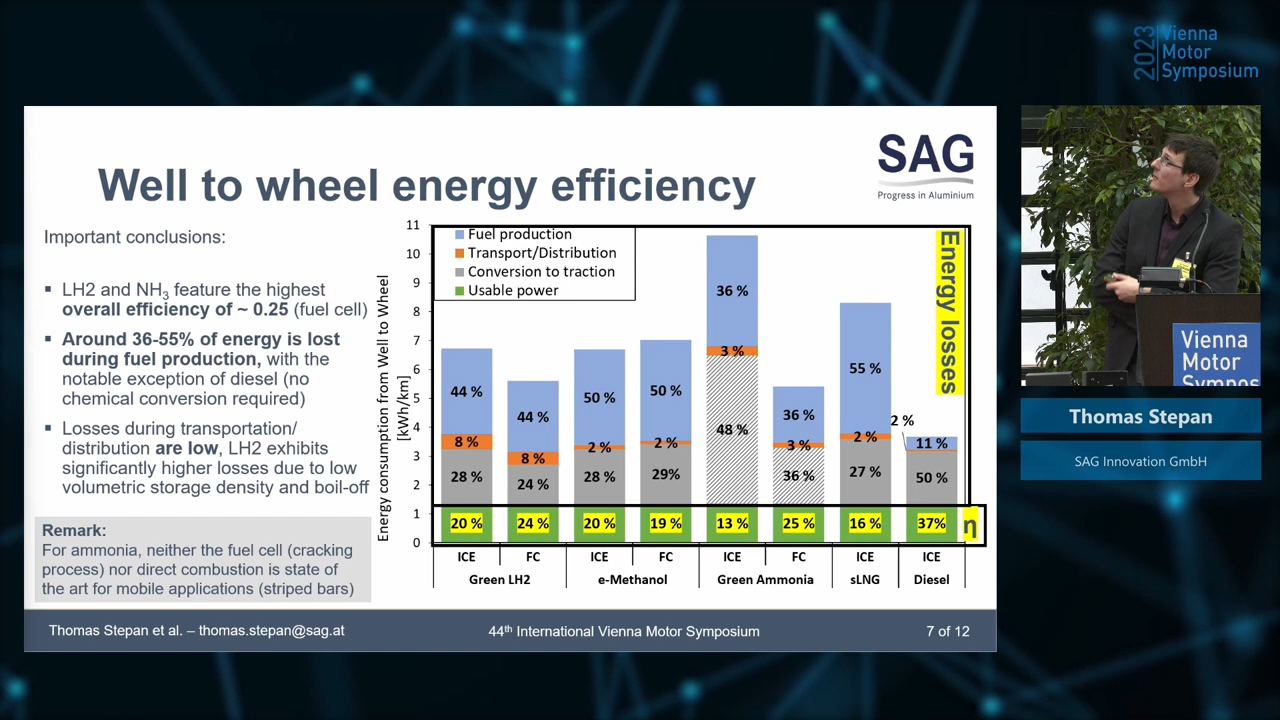 2023
Vienna
Motor
Symposium
SAG
Progress in Aluminium
Well to wheel energy efficiency
Important conclusions:
▪ LH2 and NH3 feature the highest
overall efficiency of ~ 0.25 (fuel cell)
▪ Around 36-55% of energy is lost
during fuel production, with the
notable exception of diesel (no
chemical conversion required)
▪ Losses during transportation/
distribution are low, LH2 exhibits
significantly higher losses due to low
volumetric storage density and boil-off
Remark:
For ammonia, neither the fuel cell (cracking
process) nor direct combustion is state of
the art for mobile applications (striped bars)
Energy consumption from Well to Wheel
[kWh/km]
11
10
9
8
7
6
5
4
3
2
1
0
Fuel production
Transport/Distribution
Conversion to traction
Usable power
Energy losses
44 %
8 %
28 %
20 %
44 %
8 %
24 %
24 %
50 %
2 %
28 %
20 %
50 %
2 %
29%
19 %
36 %
3 %
48 %
13 %
36 %
3 %
36 %
25 %
55 %
2 %
27 %
16 %
2 %
11 %
50 %
37%
η
ICE FC ICE FC ICE FC ICE ICE
Green LH2 e-Methanol Green Ammonia sLNG Diesel
Thomas Stepan et al. – thomas.stepan@sag.at 44th International Vienna Motor Symposium 7 of 12
Vienna
Motor
Sympos
Thomas Stepan
SAG Innovation GmbH